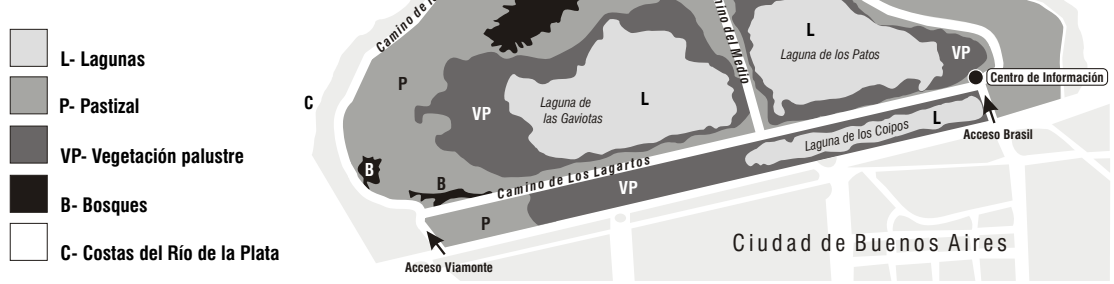 L- Lagunas
P- Pastizal
VP- Vegetación palustre
B- Bosques
C- Costas del Río de la Plata
Camino de
C
P
VP
Laguna de
las Gaviotas
L
B
B
P
Camino de Los Lagartos
VP
Acceso Viamonte
del Medio
L
Laguna de los Patos
VP
Centro de Información
Laguna de los Coipos
L
Acceso Brasil
Ciudad de Buenos Aires